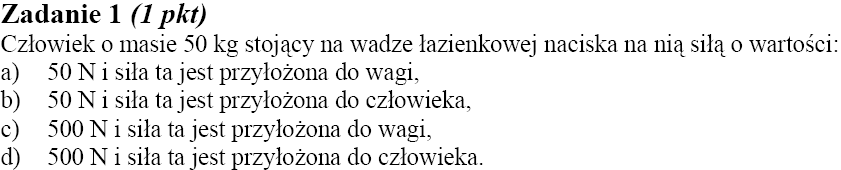 Zadanie 1 (1 pkt)
Człowiek o masie 50 kg stojący na wadze łazienkowej naciska na nią siłą o wartości:
a) 50 N i siła ta jest przyłożona do wagi,
b) 50 N i siła ta jest przyłożona do człowieka,
c) 500 N i siła ta jest przyłożona do wagi,
d) 500 N i siła ta jest przyłożona do człowieka.